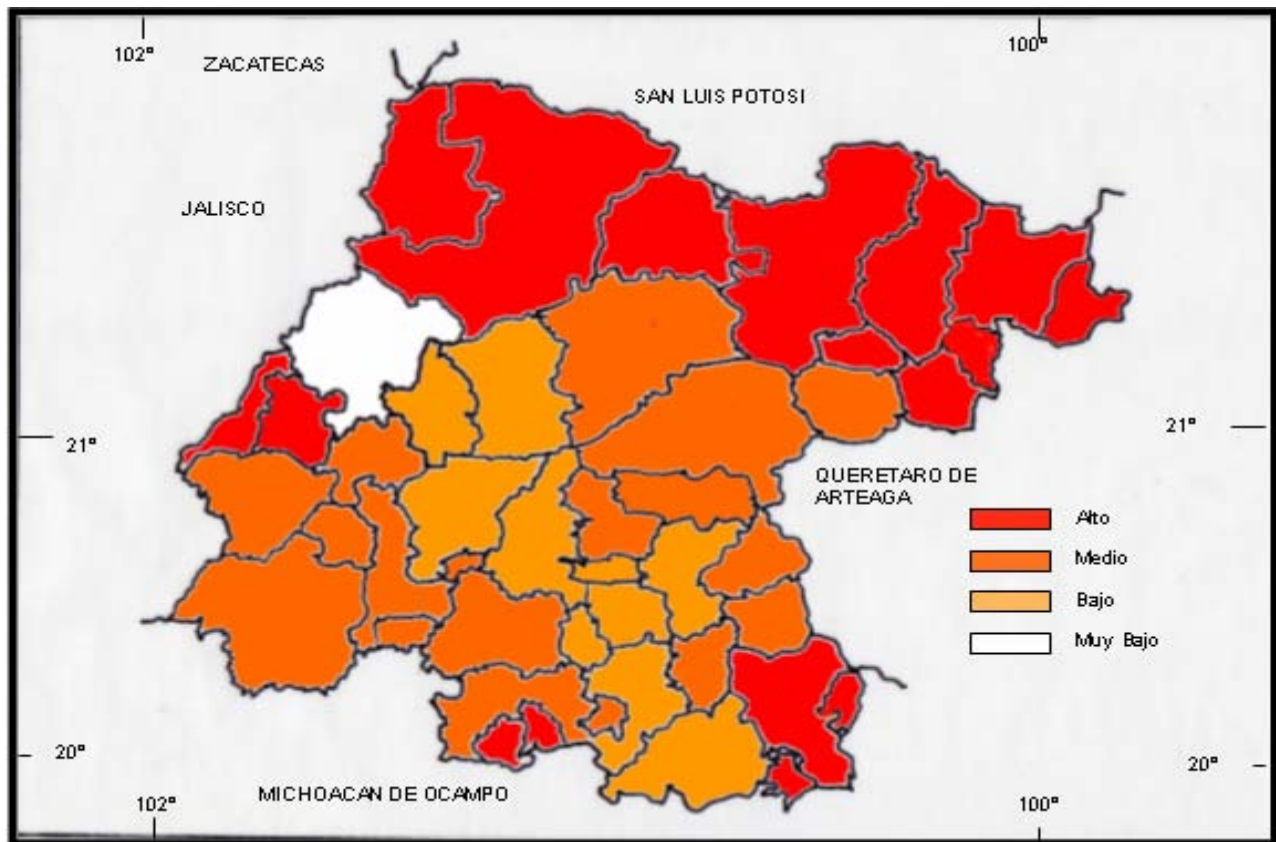 102°
100°
ZACATECAS
SAN LUIS POTOSI
JALISCO
21°
21°
QUERETARO DE
ARTEAGA
Alto
Medio
Bajo
Muy Bajo
20°
20°
MICHOACAN DE OCAMPO
102°
100°